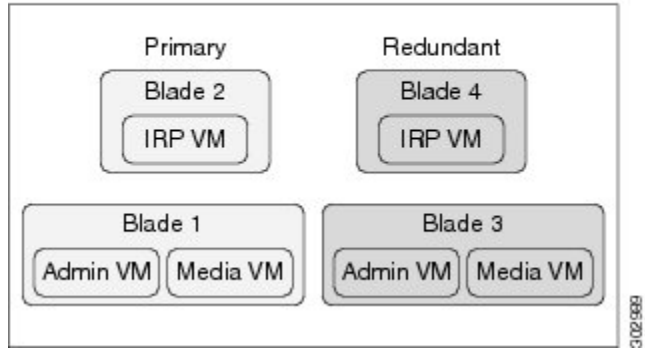 Primary
Redundant
Blade 2
IRP VM
Blade 4
IRP VM
Blade 1
Admin VM
Media VM
Blade 3
Admin VM
Media VM
302989